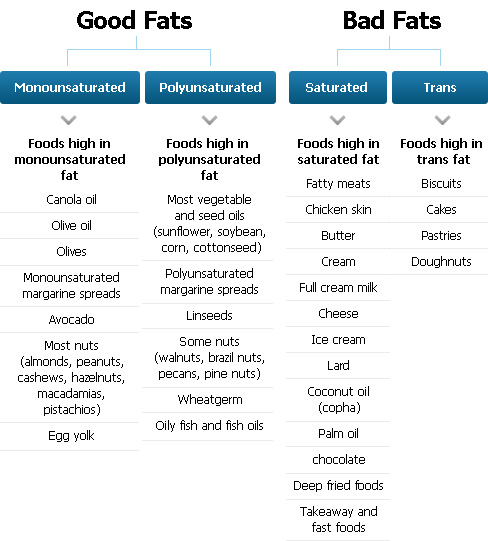 Good Fats
Bad Fats
Monounsaturated
Polyunsaturated
Saturated
Trans
Foods high in
monounsaturated
fat
Canola oil
Olive oil
Olives
Monounsaturated
margarine spreads
Avocado
Most nuts
(almonds, peanuts,
cashews, hazelnuts,
macadamias,
pistachios)
Egg yolk
Foods high in
polyunsaturated
fat
Most vegetable
and seed oils
(sunflower, soybean,
corn, cottonseed)
Polyunsaturated
margarine spreads
Linseeds
Some nuts
(walnuts, brazil nuts,
pecans, pine nuts)
Wheatgerm
Oily fish and fish oils
Foods high in
saturated fat
Fatty meats
Chicken skin
Butter
Cream
Full cream milk
Cheese
Ice cream
Lard
Coconut oil
(copha)
Palm oil
chocolate
Deep fried foods
Takeaway and
fast foods
Foods high in
trans fat
Biscuits
Cakes
Pastries
Doughnuts